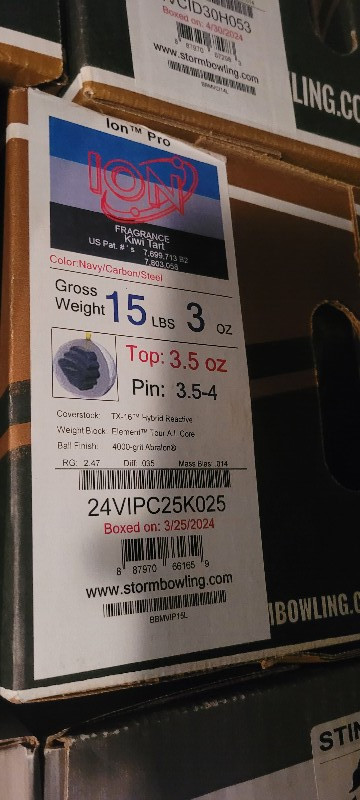 VCID30H053
Boxed on: 4/30/2024
www.stormbowling.com
LING.CO
Ion™ Pro
ION
FRAGRANCE
Kiwi Tart
US Pat. #'s 7,699,713 B2
7,803,053
Color:Navy/Carbon/Steel
Gross Weight 15 LBS 3 OZ
Top: 3.5 oz
Pin: 3.5-4
Coverstock: TX-16™ Hybrid Reactive
Weight Block: Element™ Tour A.I. Core
Ball Finish: 4000-grit Abralon®
RG: 2.47 Diff: .035 Mass Bias: .014
24VIPC25K025
Boxed on: 3/25/2024
8 87970 66165 9
www.stormbowling.com
BBMVIP15L
BOWLING.C
STIN